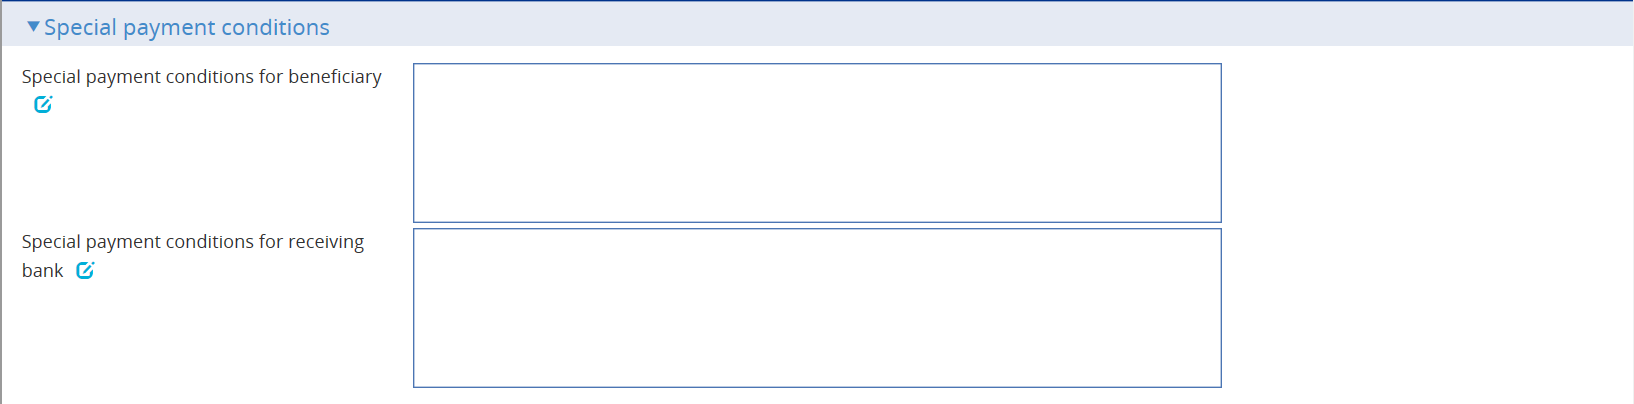 Special payment conditions
Special payment conditions for beneficiary
Special payment conditions for receiving
bank